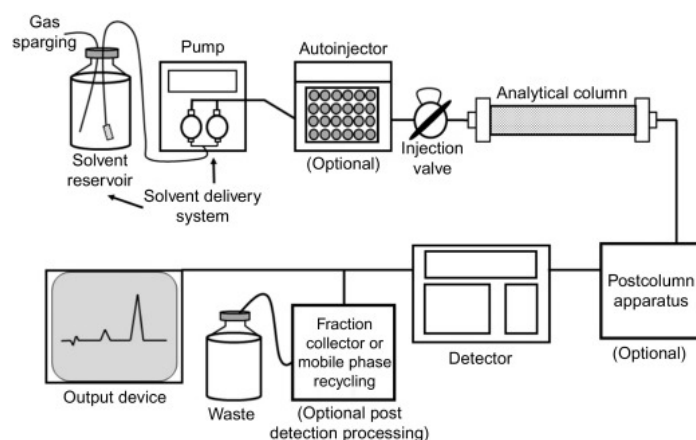 Gas
sparging
Pump
Autoinjector
Analytical column
(Optional)
Injection
valve
Solvent
reservoir
Solvent delivery
system
Postcolumn
apparatus
(Optional)
Detector
Fraction
collector or
mobile phase
recycling
(Optional post
detection processing)
Waste
Output device